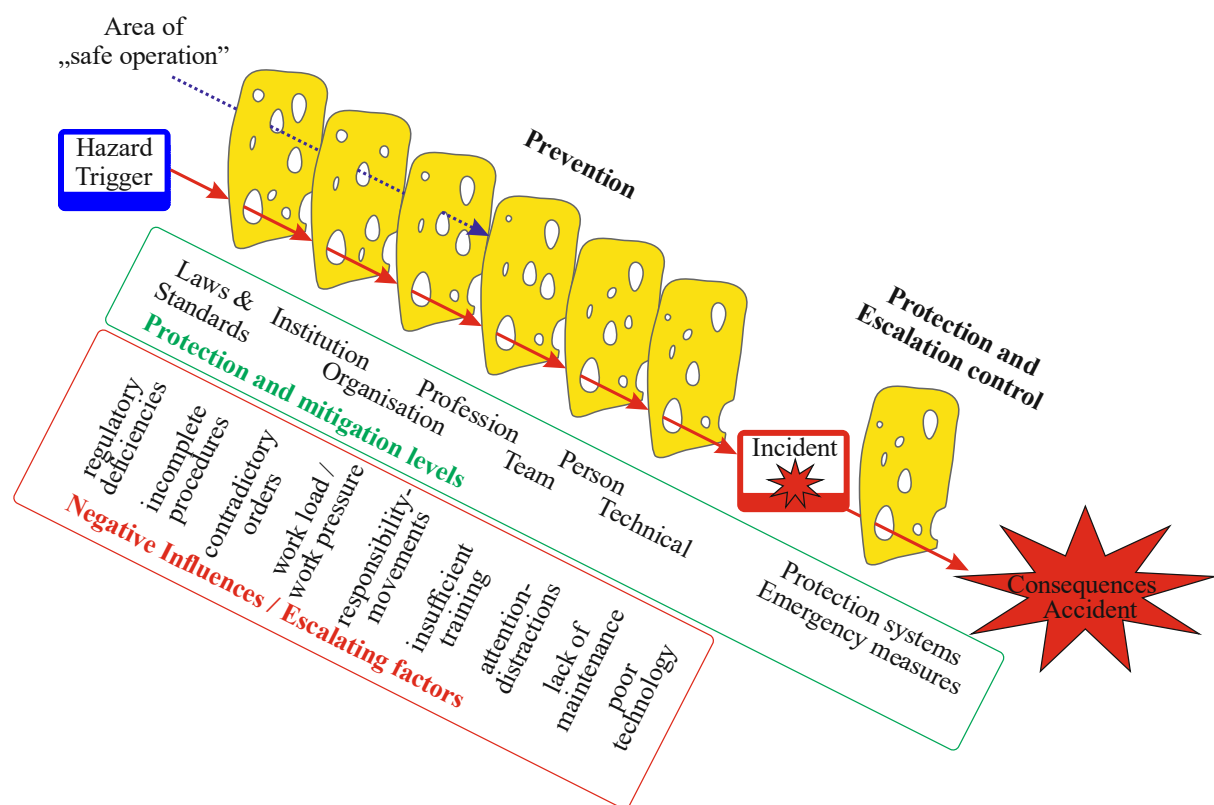 Area of
„safe operation”
Hazard
Trigger
Prevention
Protection and
Escalation control
Laws &
Standards
Institution
Organisation
Profession
Team
Person
Technical
Protection systems
Emergency measures
Protection and mitigation levels
Incident
Consequences
Accident
regulatory
deficiencies
incomplete
procedures
contradictory
orders
work load /
work pressure
responsibility-
movements
insufficient
training
attention-
distractions
lack of
maintenance
poor
technology
Negative Influences / Escalating factors